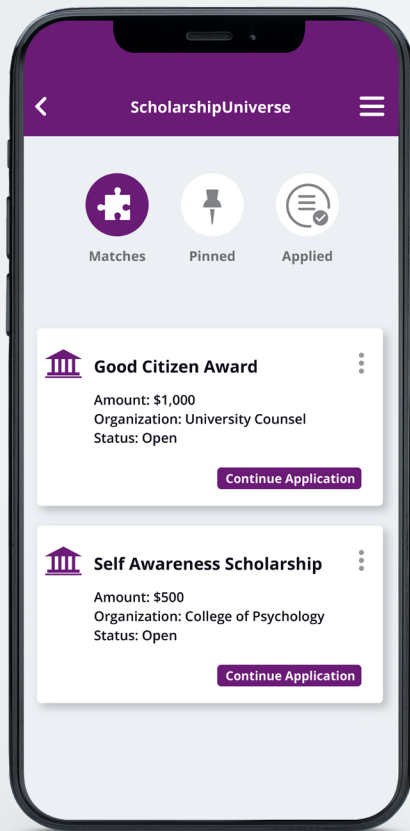 ScholarshipUniverse
Matches
Pinned
Applied
Good Citizen Award
Amount: $1,000
Organization: University Counsel
Status: Open
Continue Application
Self Awareness Scholarship
Amount: $500
Organization: College of Psychology
Status: Open
Continue Application